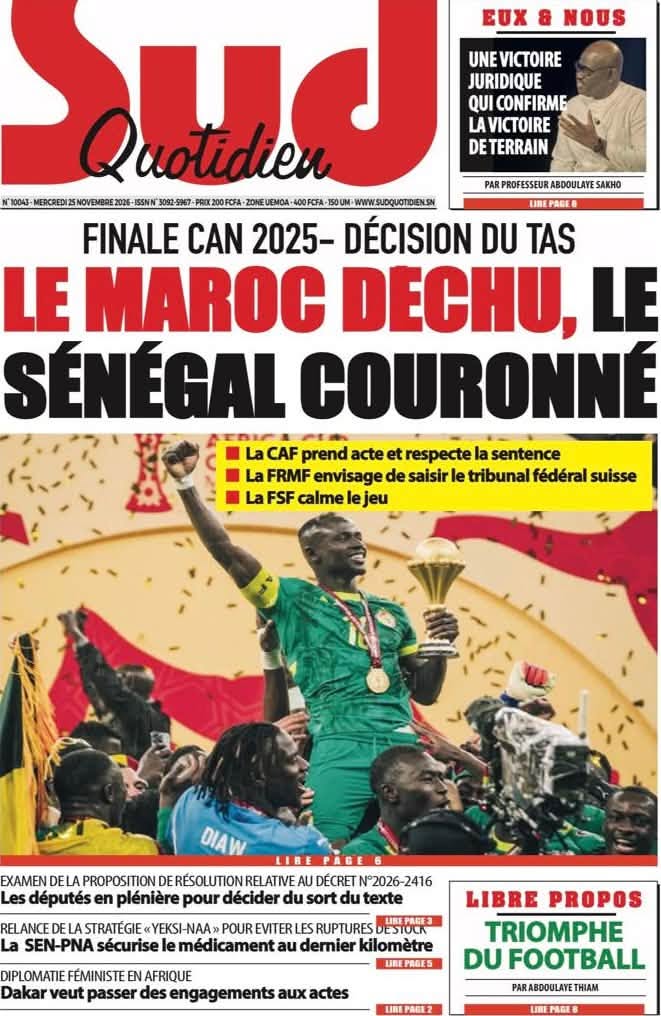 Sud
Quotidien
N° 10043 - MERCREDI 25 NOVEMBRE 2026 - ISSN N° 3092-5967 - PRIX 200 FCFA - ZONE UEMOA - 400 FCFA - 150 UM - WWW.SUDQUOTIDIEN.SN
EUX & NOUS
UNE VICTOIRE
JURIDIQUE
QUI CONFIRME
LA VICTOIRE
DE TERRAIN
PAR PROFESSEUR ABDOULAYE SAKHO
LIRE PAGE 6
FINALE CAN 2025- DÉCISION DU TAS
LE MAROC DÉCHU, LE
SÉNÉGAL COURONNÉ
La CAF prend acte et respecte la sentence
La FRMF envisage de saisir le tribunal fédéral suisse
La FSF calme le jeu
DIAW
LIRE PAGE 6
EXAMEN DE LA PROPOSITION DE RÉSOLUTION RELATIVE AU DÉCRET N°2026-2416
Les députés en plénière pour décider du sort du texte
LIRE PAGE 3
RELANCE DE LA STRATÉGIE « YEKSI-NAA » POUR EVITER LES RUPTURES DE STOCK
La SEN-PNA sécurise le médicament au dernier kilomètre
LIRE PAGE 5
DIPLOMATIE FÉMINISTE EN AFRIQUE
Dakar veut passer des engagements aux actes
LIRE PAGE 2
LIBRE PROPOS
TRIOMPHE
DU FOOTBALL
PAR ABDOULAYE THIAM
LIRE PAGE 6